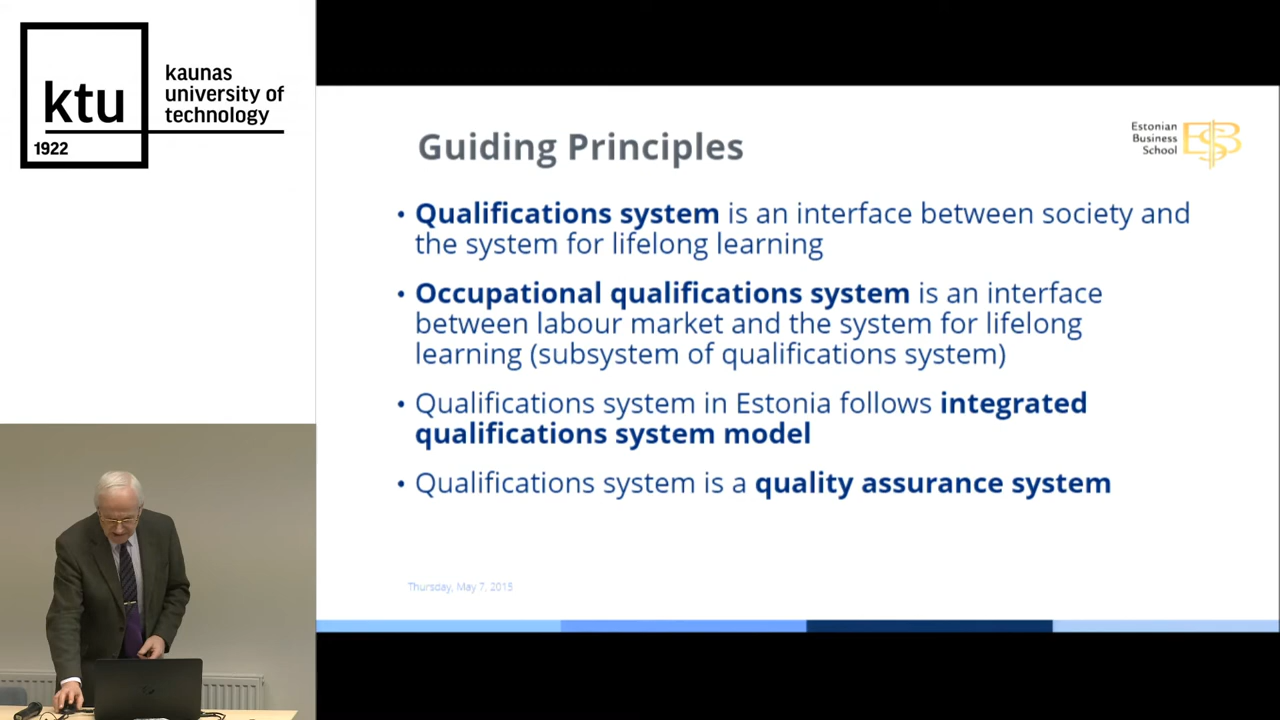 ktu
1922
kaunas
university of
technology
Guiding Principles
Estonian
Business
School
EBS
• Qualifications system is an interface between society and
the system for lifelong learning
• Occupational qualifications system is an interface
between labour market and the system for lifelong
learning (subsystem of qualifications system)
• Qualifications system in Estonia follows integrated
qualifications system model
• Qualifications system is a quality assurance system
Thursday, May 7, 2015